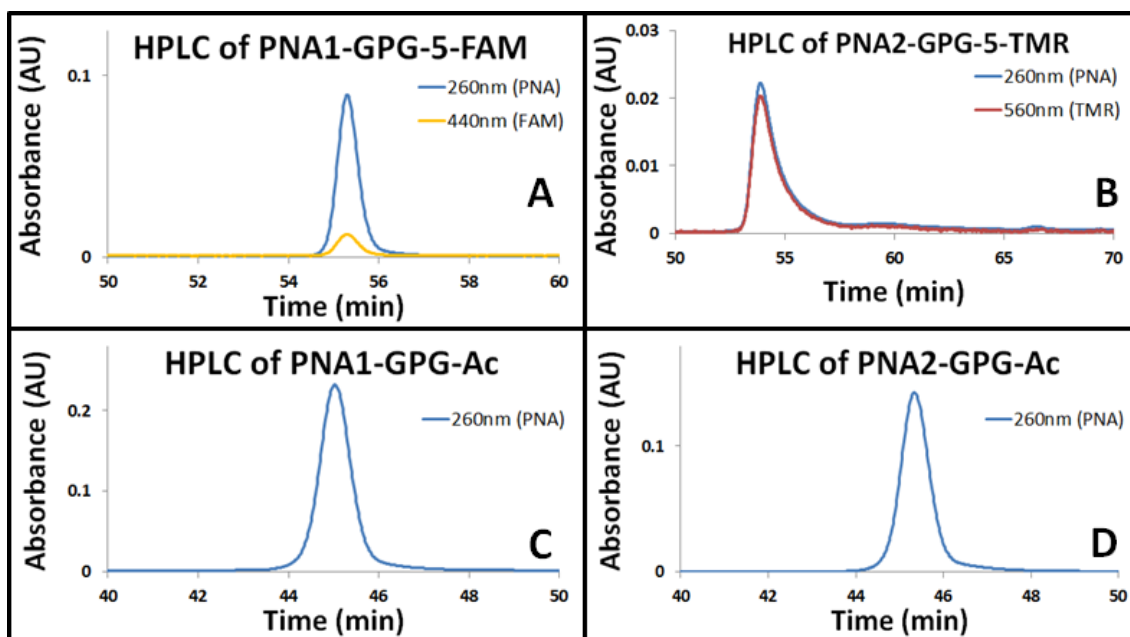 HPLC of PNA1-GPG-5-FAM
260nm (PNA)
440nm (FAM)
Absorbance (AU)
0.1
0
A
50 52 54 56 58 60
Time (min)
HPLC of PNA2-GPG-5-TMR
260nm (PNA)
560nm (TMR)
Absorbance (AU)
0.03
0.02
0.01
0
B
50 55 60 65 70
Time (min)
HPLC of PNA1-GPG-Ac
260nm (PNA)
Absorbance (AU)
0.2
0.1
0
C
40 42 44 46 48 50
Time (min)
HPLC of PNA2-GPG-Ac
260nm (PNA)
Absorbance (AU)
0.1
0
D
40 42 44 46 48 50
Time (min)